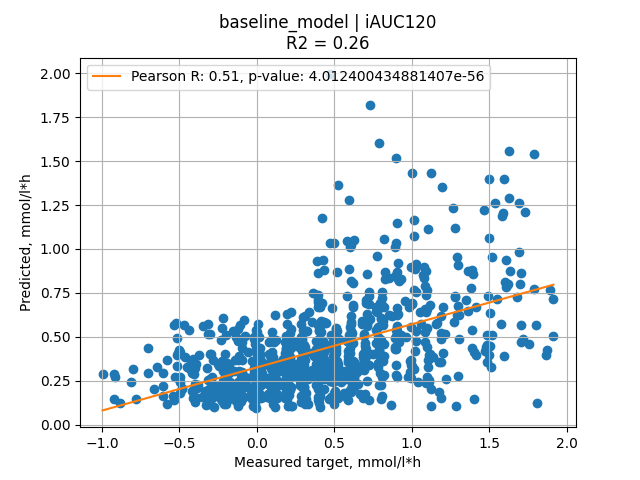 baseline_model | iAUC120
R2 = 0.26
Pearson R: 0.51, p-value: 4.012400434881407e-56
Predicted, mmol/l*h
2.00
1.75
1.50
1.25
1.00
0.75
0.50
0.25
0.00
−1.0 −0.5 0.0 0.5 1.0 1.5 2.0
Measured target, mmol/l*h